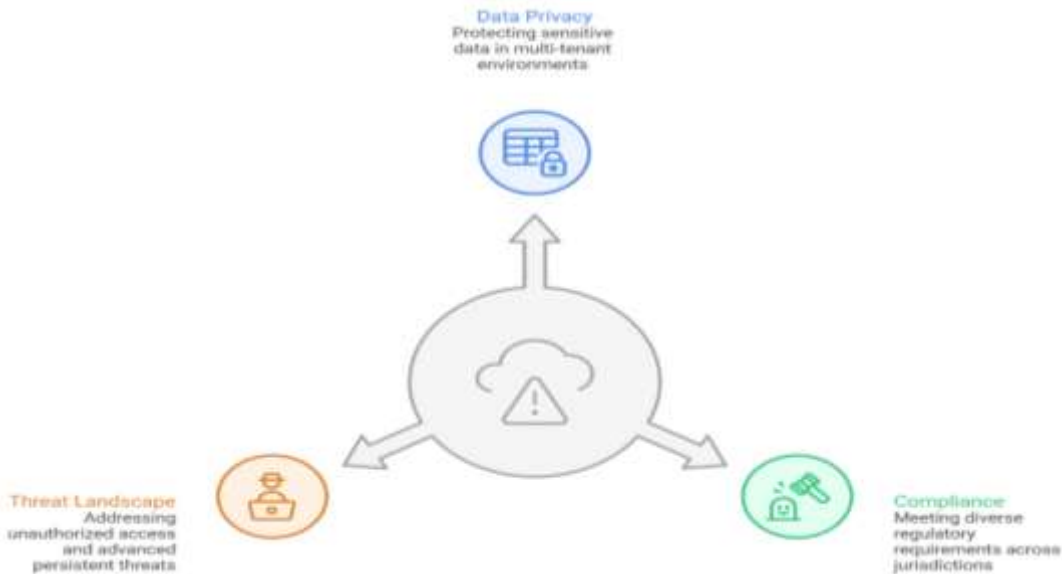 Data Privacy
Protecting sensitive
data in multi-tenant
environments
Threat Landscape
Addressing
unauthorized access
and advanced
persistent threats
Compliance
Meeting diverse
regulatory
requirements across
jurisdictions